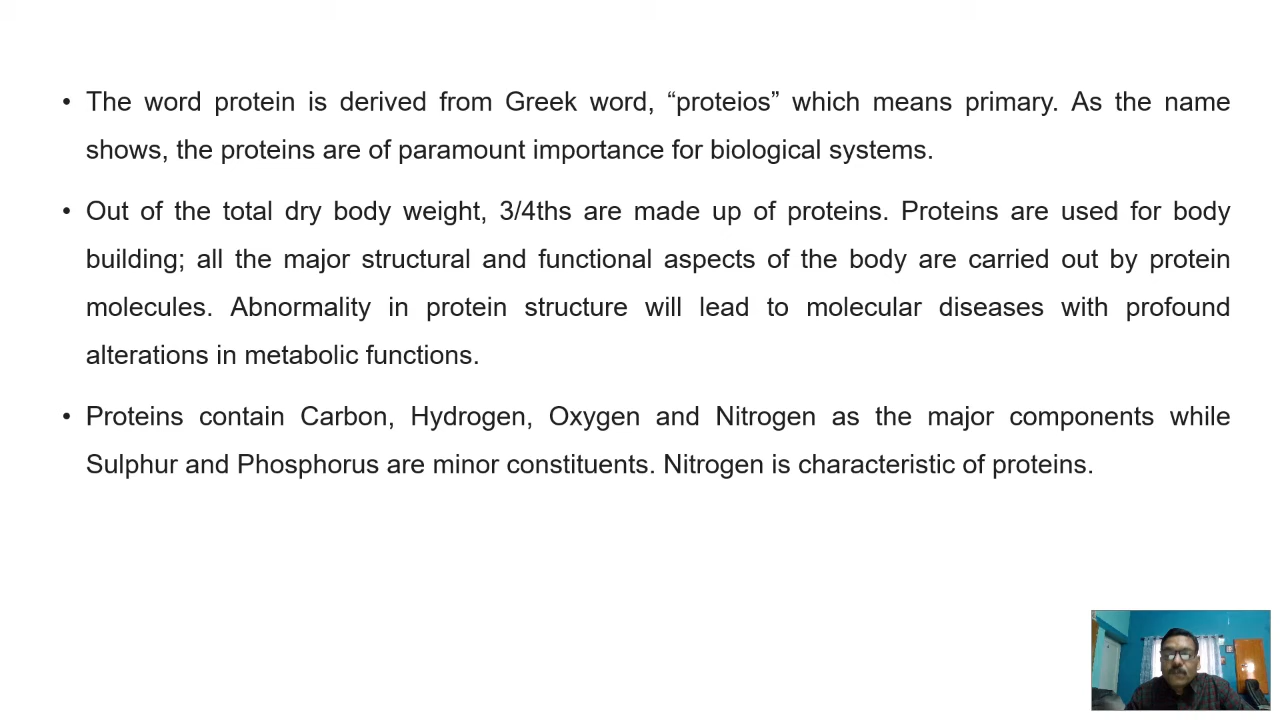 • The word protein is derived from Greek word, “proteios” which means primary. As the name
shows, the proteins are of paramount importance for biological systems.
• Out of the total dry body weight, 3/4ths are made up of proteins. Proteins are used for body
building; all the major structural and functional aspects of the body are carried out by protein
molecules. Abnormality in protein structure will lead to molecular diseases with profound
alterations in metabolic functions.
• Proteins contain Carbon, Hydrogen, Oxygen and Nitrogen as the major components while
Sulphur and Phosphorus are minor constituents. Nitrogen is characteristic of proteins.